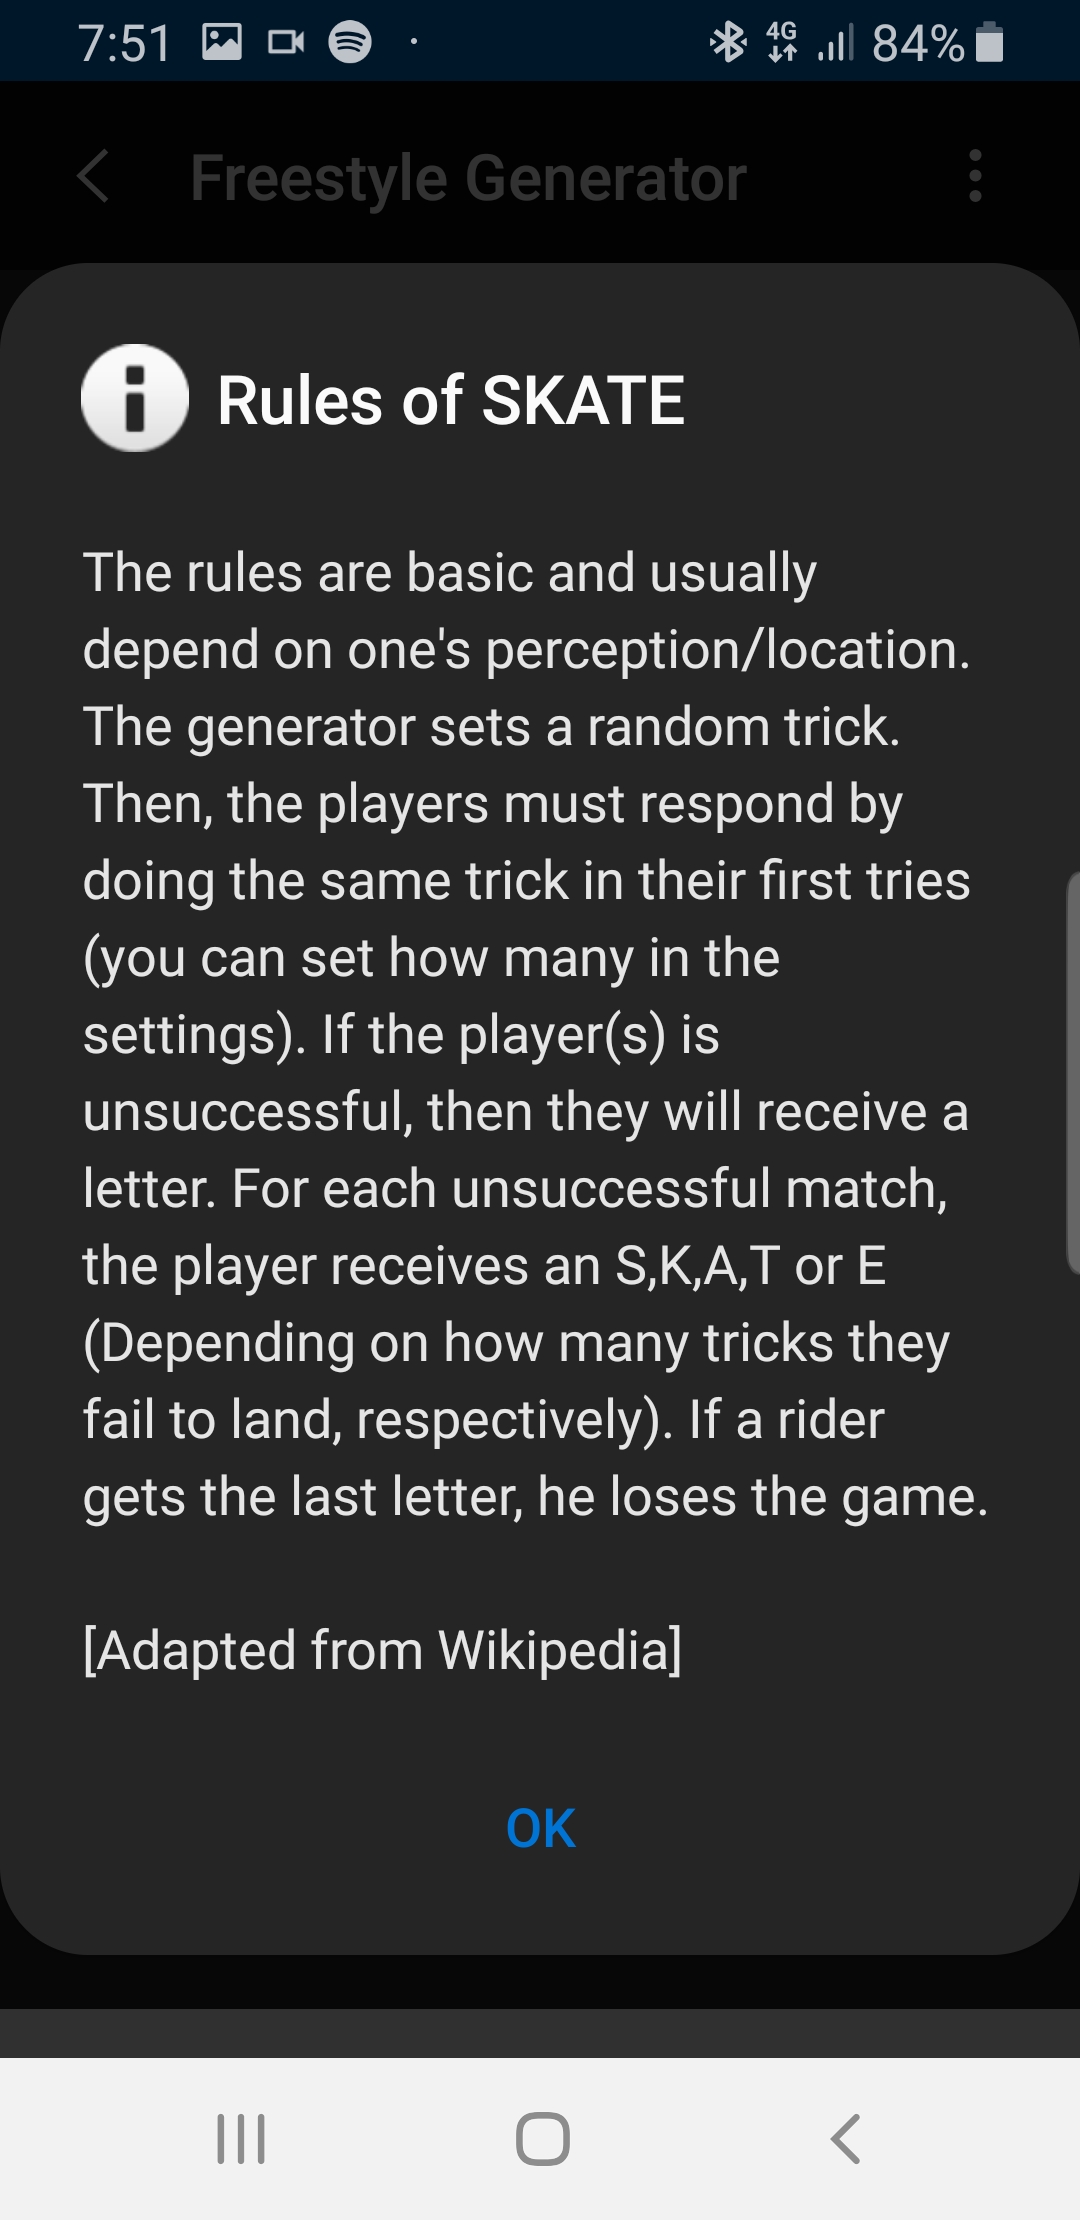 7:51
4G
84%
Freestyle Generator
Rules of SKATE
The rules are basic and usually
depend on one's perception/location.
The generator sets a random trick.
Then, the players must respond by
doing the same trick in their first tries
(you can set how many in the
settings). If the player(s) is
unsuccessful, then they will receive a
letter. For each unsuccessful match,
the player receives an S,K,A,T or E
(Depending on how many tricks they
fail to land, respectively). If a rider
gets the last letter, he loses the game.
[Adapted from Wikipedia]
OK